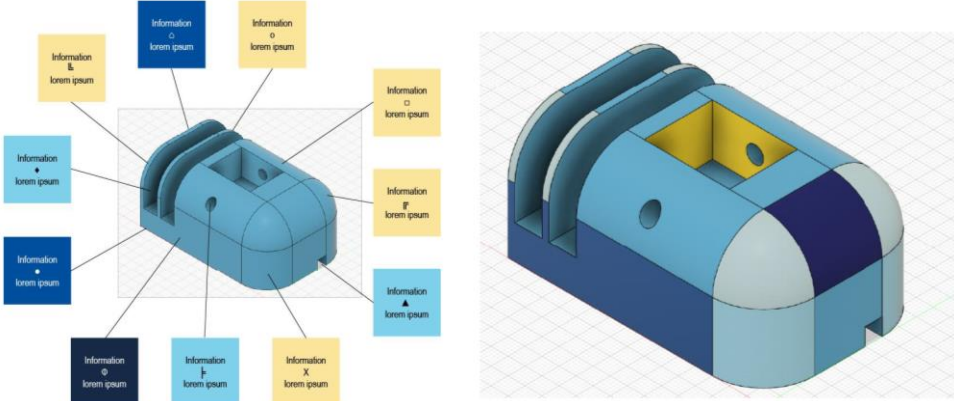 Information
⌂
lorem ipsum
Information
o
lorem ipsum
Information
╚
lorem ipsum
Information
□
lorem ipsum
Information
♦
lorem ipsum
Information
╔
lorem ipsum
Information
●
lorem ipsum
Information
▲
lorem ipsum
Information
Φ
lorem ipsum
Information
╞
lorem ipsum
Information
X
lorem ipsum